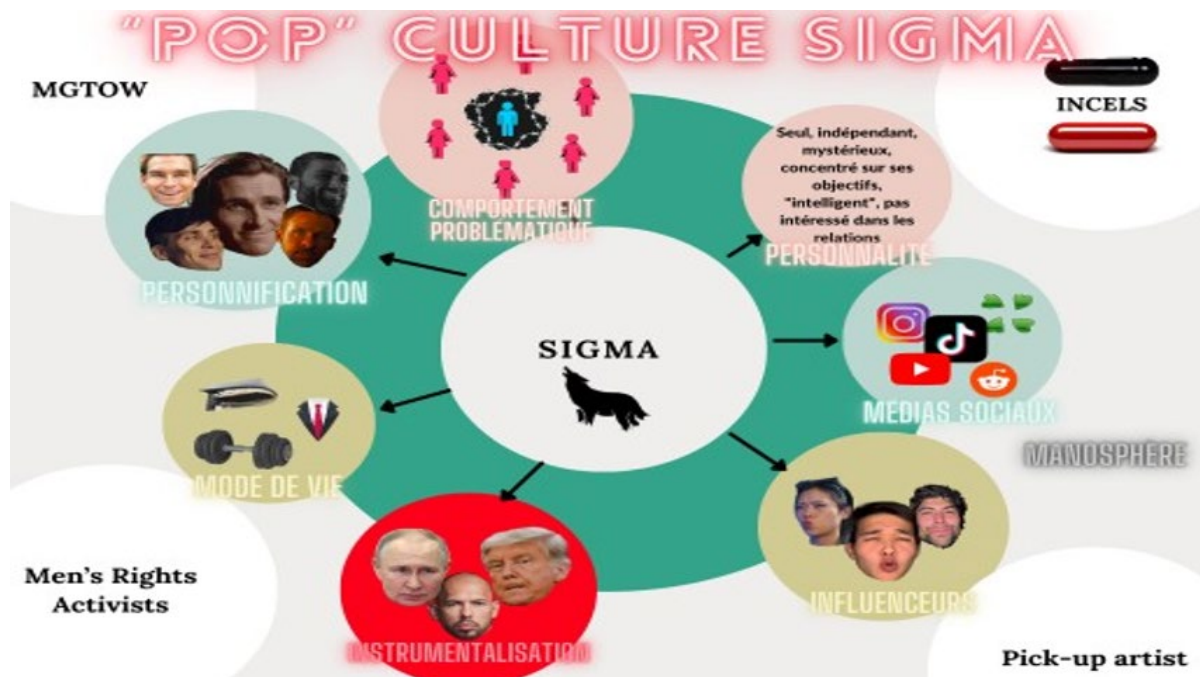 "POP" CULTURE SIGMA
MGTOW
INCELS
Seul, indépendant,
mystérieux,
concentré sur ses
objectifs,
"intelligent", pas
intéressé dans les
relations
PERSONNALITÉ
COMPORTEMENT
PROBLÉMATIQUE
PERSONNIFICATION
SIGMA
MÉDIAS SOCIAUX
MANOSPHÈRE
MODE DE VIE
Men's Rights
Activists
INSTRUMENTALISATION
INFLUENCEURS
Pick-up artist